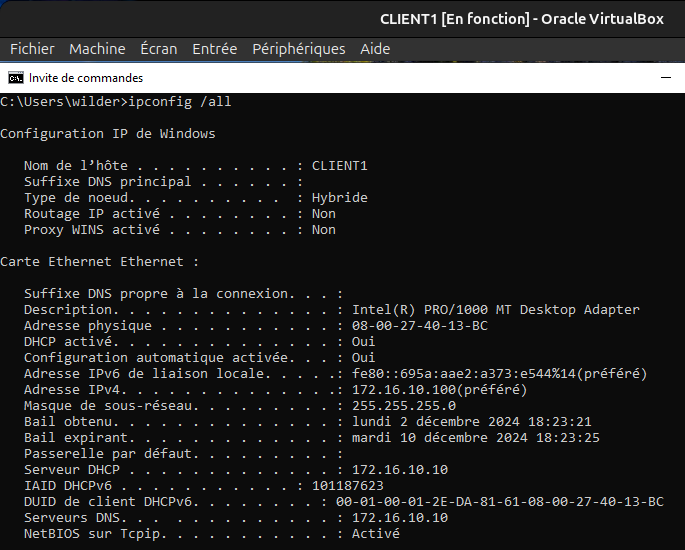 CLIENT1 [En fonction] - Oracle VirtualBox
Fichier Machine Écran Entrée Périphériques Aide
C:\. Invite de commandes
C:\Users\wilder>ipconfig /all
Configuration IP de Windows
Nom de l’hôte . . . . . . . . . . : CLIENT1
Suffixe DNS principal . . . . . . :
Type de noeud. . . . . . . . . .  : Hybride
Routage IP activé . . . . . . . . : Non
Proxy WINS activé . . . . . . . . : Non
Carte Ethernet Ethernet :
Suffixe DNS propre à la connexion. . . :
Description. . . . . . . . . . . . . . : Intel(R) PRO/1000 MT Desktop Adapter
Adresse physique . . . . . . . . . . . : 08-00-27-40-13-BC
DHCP activé. . . . . . . . . . . . . . : Oui
Configuration automatique activée. . . : Oui
Adresse IPv6 de liaison locale. . . . .: fe80::695a:aae2:a373:e544%14(préféré)
Adresse IPv4. . . . . . . . . . . . . .: 172.16.10.100(préféré)
Masque de sous-réseau. . . . . . . . . : 255.255.255.0
Bail obtenu. . . . . . . . . . . . . . : lundi 2 décembre 2024 18:23:21
Bail expirant. . . . . . . . . . . . . : mardi 10 décembre 2024 18:23:25
Passerelle par défaut. . . . . . . . . :
Serveur DHCP . . . . . . . . . . . . . : 172.16.10.10
IAID DHCPv6 . . . . . . . . . . . : 101187623
DUID de client DHCPv6. . . . . . . . : 00-01-00-01-2E-DA-81-61-08-00-27-40-13-BC
Serveurs DNS. . .  . . . . . . . . . . : 172.16.10.10
NetBIOS sur Tcpip. . . . . . . . . . . : Activé